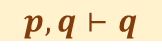 p, q ⊢ q